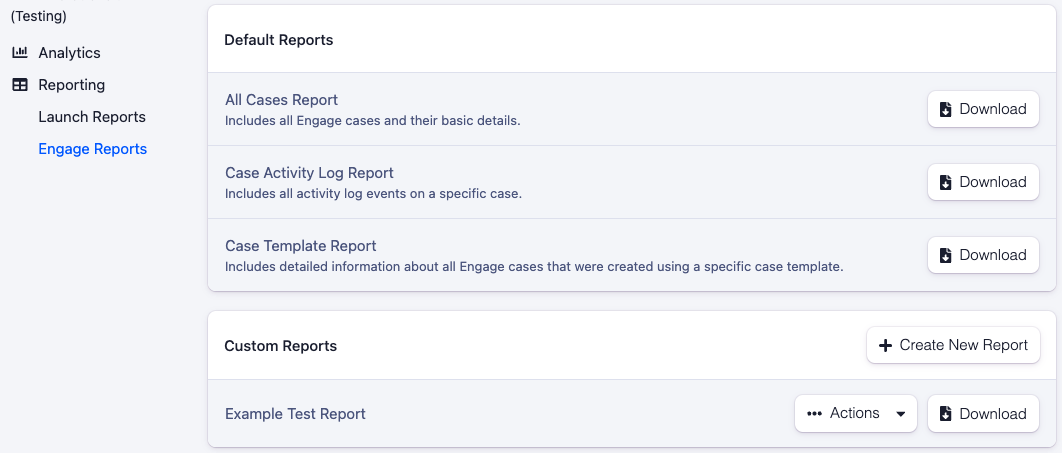 (Testing)
Analytics
Reporting
Launch Reports
Engage Reports
Default Reports
All Cases Report
Includes all Engage cases and their basic details.
Download
Case Activity Log Report
Includes all activity log events on a specific case.
Download
Case Template Report
Includes detailed information about all Engage cases that were created using a specific case template.
Download
Custom Reports
Create New Report
Example Test Report
Actions
Download